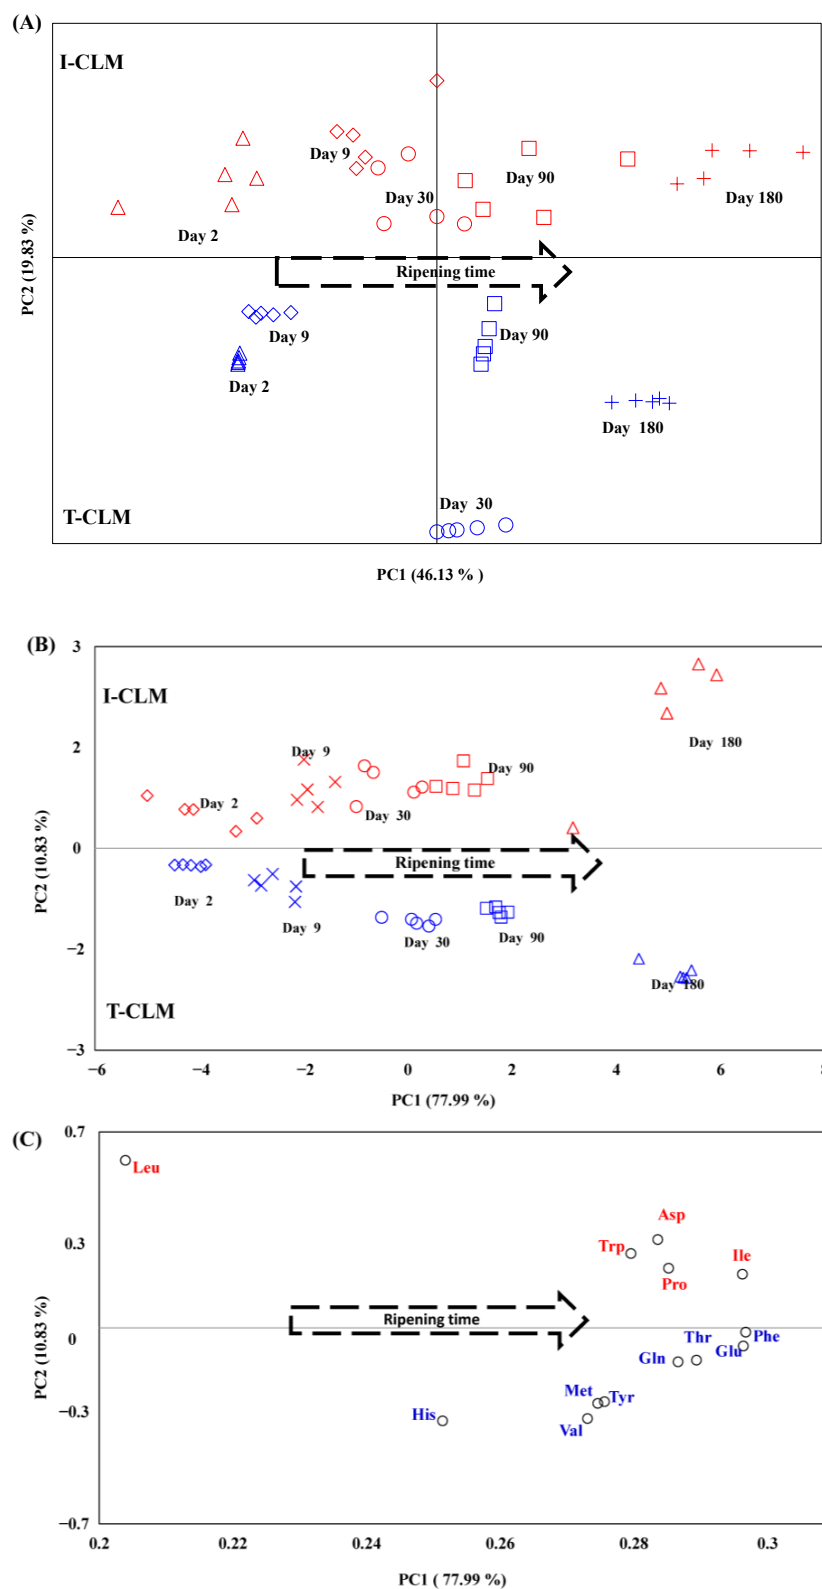 (A)
I-CLM
Day 9
Day 90
Day 30
Day 180
Day 2
Ripening time
PC2 (19.83 %)
Day 9
Day 90
Day 2
Day 180
Day 30
T-CLM
PC1 (46.13 % )
(B)
3
I-CLM
Day 9
Day 180
2
Day 90
Day 2
Day 30
0
Ripening time
PC2 (10.83 %)
Day 2
Day 9
Day 30
Day 90
−2
Day 180
T-CLM
−3
−6
−4
−2
0
2
4
6
8
PC1 (77.99 %)
(C)
0.7
Leu
Asp
0.3
Trp
Ile
Pro
Ripening time
PC2 (10.83 %)
0
Thr
Phe
Gln
Glu
Met
Tyr
−0.3
His
Val
−0.7
0.2
0.22
0.24
0.26
0.28
0.3
PC1 ( 77.99 %)